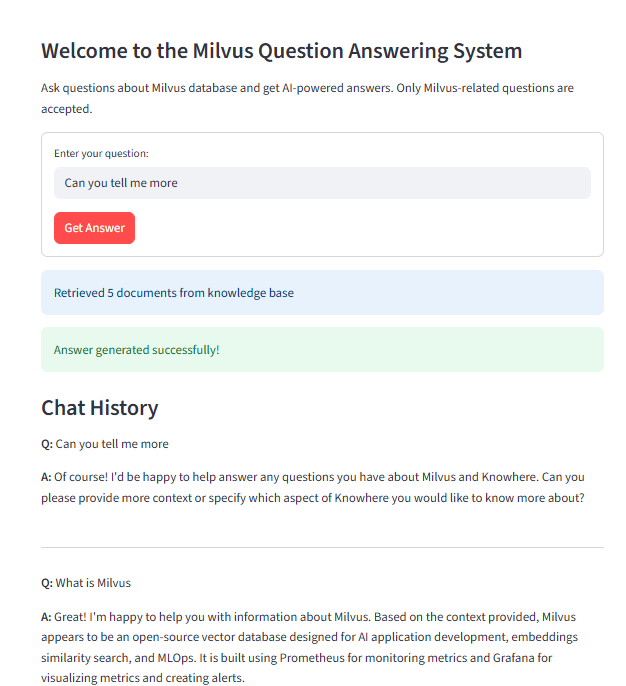 Welcome to the Milvus Question Answering System
Ask questions about Milvus database and get AI-powered answers. Only Milvus-related questions are
accepted.
Enter your question:
Can you tell me more
Get Answer
Retrieved 5 documents from knowledge base
Answer generated successfully!
Chat History
Q: Can you tell me more
A: Of course! I'd be happy to help answer any questions you have about Milvus and Knowhere. Can you
please provide more context or specify which aspect of Knowhere you would like to know more about?
Q: What is Milvus
A: Great! I'm happy to help you with information about Milvus. Based on the context provided, Milvus
appears to be an open-source vector database designed for AI application development, embeddings
similarity search, and MLOps. It is built using Prometheus for monitoring metrics and Grafana for
visualizing metrics and creating alerts.